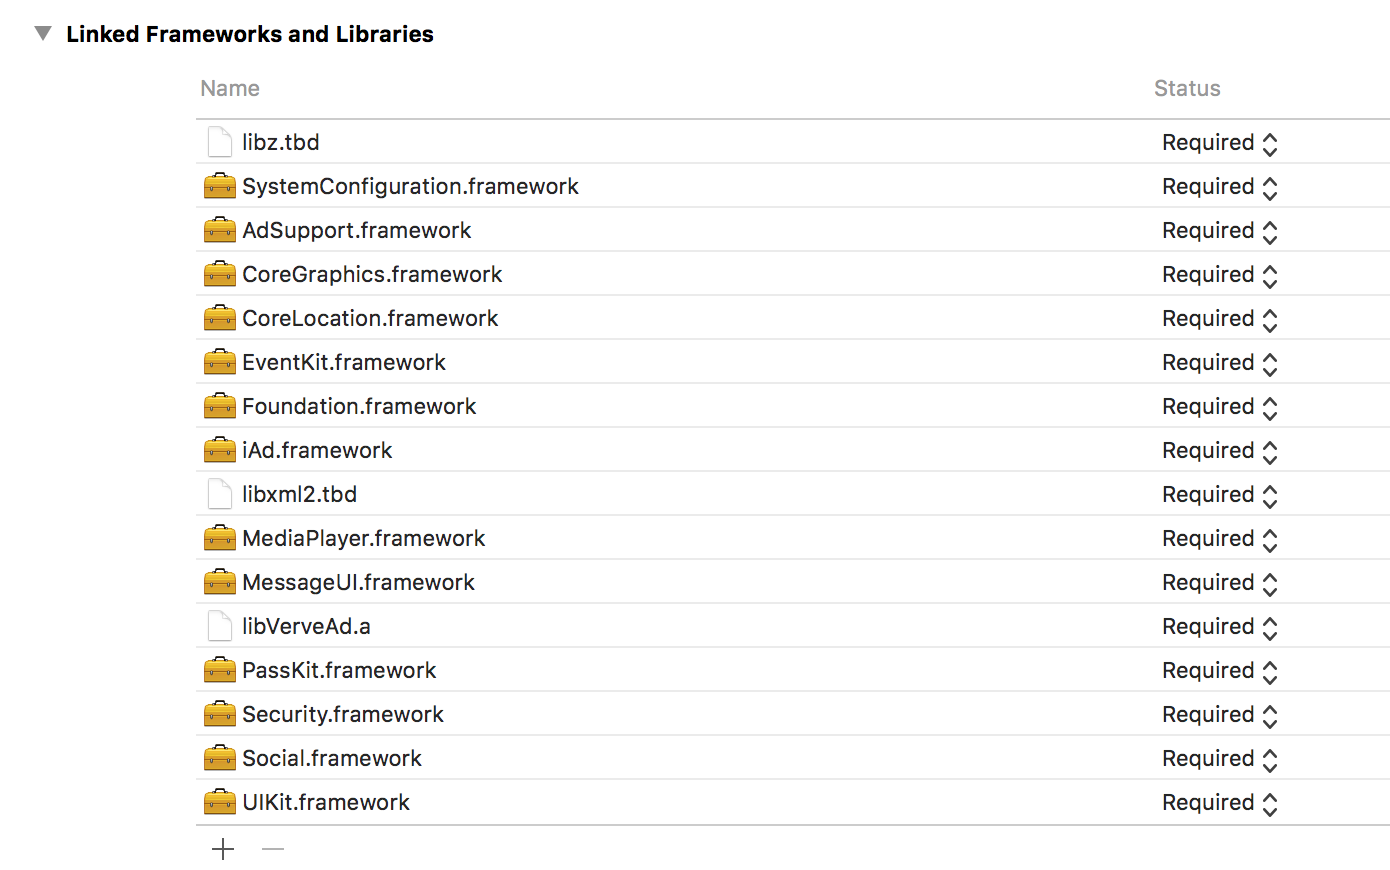 Linked Frameworks and Libraries
Name Status
libz.tbd Required
SystemConfiguration.framework Required
AdSupport.framework Required
CoreGraphics.framework Required
CoreLocation.framework Required
EventKit.framework Required
Foundation.framework Required
iAd.framework Required
libxml2.tbd Required
MediaPlayer.framework Required
MessageUI.framework Required
libVerveAd.a Required
PassKit.framework Required
Security.framework Required
Social.framework Required
UIKit.framework Required